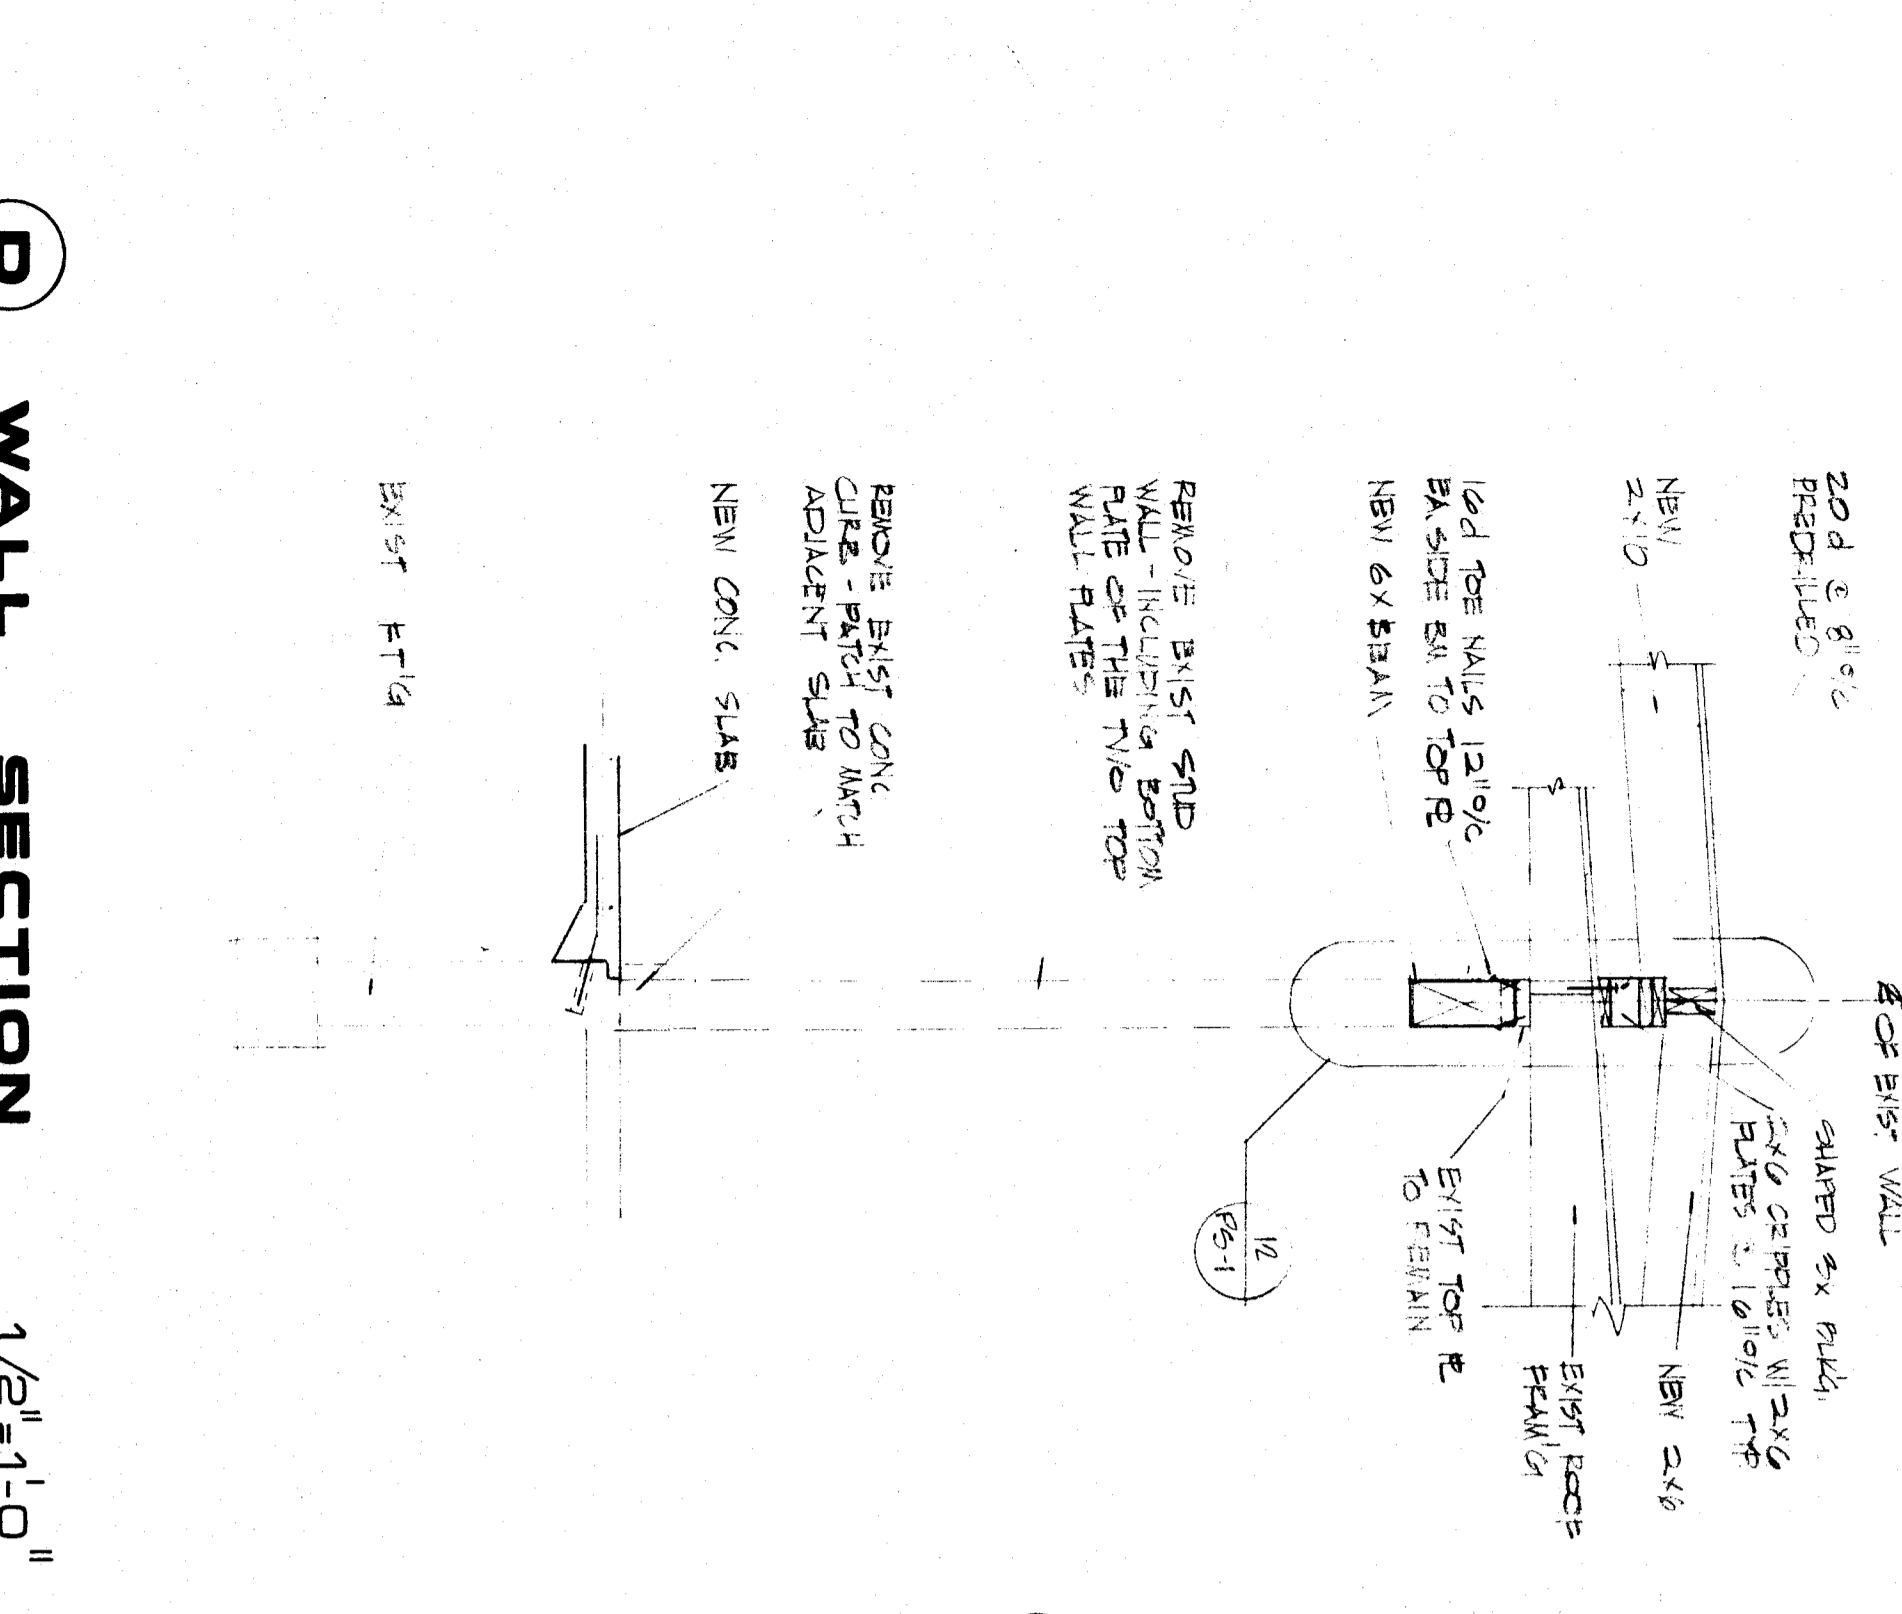 20d @ 8" o/c
PREDRILLED
NEW
2x10
16d TOE NAILS 12" o/c
EA SIDE BM TO TOP PL
NEW 6x BEAM
REMOVE EXIST STUD
WALL - INCLUDING BOTTOM
PLATE OF THE TWO TOP
WALL PLATES
REMOVE EXIST CONC
CURB - PATCH TO MATCH
ADJACENT SLAB
NEW CONC. SLAB
EXIST FT'G
℄ OF EXIST WALL
SHAPED 3x BLK'G,
2x6 CRIPPLES W/ 2x6
PLATES @ 16" o/c TYP
NEW 2x6
EXIST ROOF
FRAM'G
EXIST TOP PL
TO REMAIN
12
PS-1
D WALL SECTION 1/2"=1'-0"